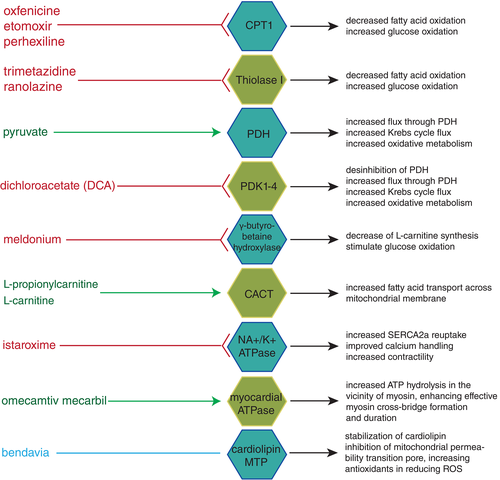 oxfenicine
etomoxir
perhexiline
CPT1
decreased fatty acid oxidation
increased glucose oxidation
trimetazidine
ranolazine
Thiolase I
decreased fatty acid oxidation
increased glucose oxidation
pyruvate
PDH
increased flux through PDH
increased Krebs cycle flux
increased oxidative metabolism
dichloroacetate (DCA)
PDK1-4
desinhibition of PDH
increased flux through PDH
increased Krebs cycle flux
increased oxidative metabolism
meldonium
γ-butyro-
betaine
hydroxylase
decrease of L-carnitine synthesis
stimulate glucose oxidation
L-propionylcarnitine
L-carnitine
CACT
increased fatty acid transport across
mitochondrial membrane
istaroxime
NA+/K+
ATPase
increased SERCA2a reuptake
improved calcium handling
increased contractility
omecamtiv mecarbil
myocardial
ATPase
increased ATP hydrolysis in the
vicinity of myosin, enhancing effective
myosin cross-bridge formation
and duration
bendavia
cardiolipin
MTP
stabilization of cardiolipin
inhibition of mitochondrial permea-
bility transition pore, increasing
antioxidants in reducing ROS